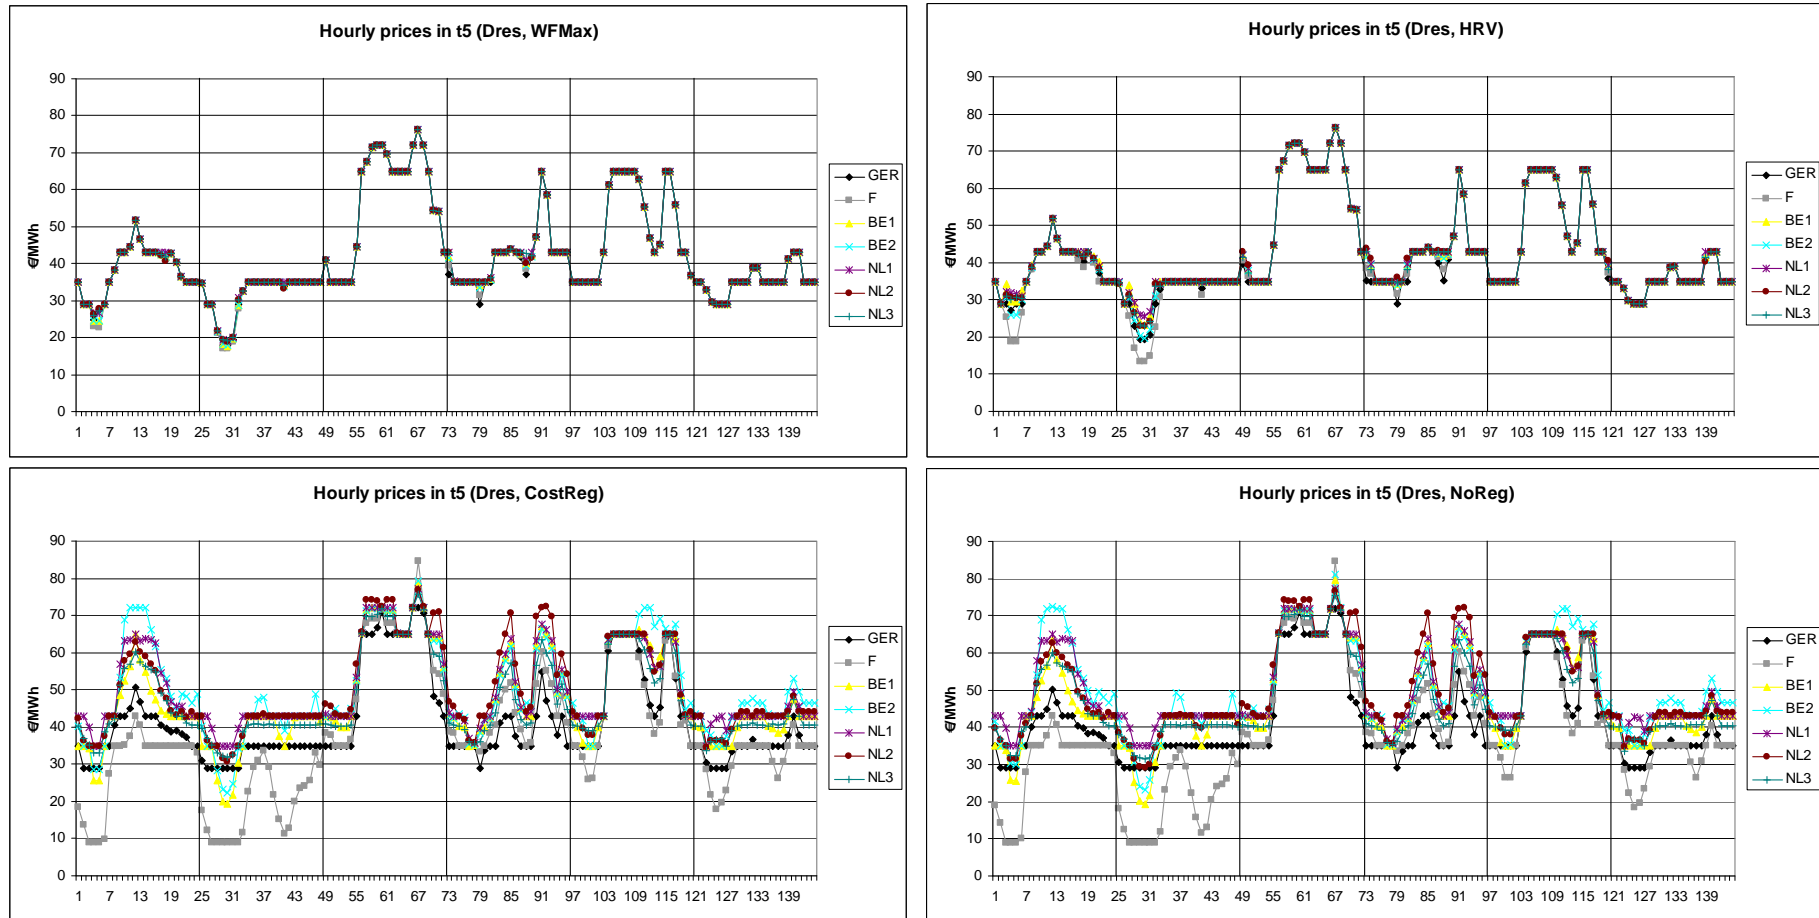 Hourly prices in t5 (Dres, WFMax)
€/MWh
90
80
70
60
50
40
30
20
10
0
1 7 13 19 25 31 37 43 49 55 61 67 73 79 85 91 97 103 109 115 121 127 133 139
GER
F
BE1
BE2
NL1
NL2
NL3
Hourly prices in t5 (Dres, HRV)
€/MWh
90
80
70
60
50
40
30
20
10
0
1 7 13 19 25 31 37 43 49 55 61 67 73 79 85 91 97 103 109 115 121 127 133 139
GER
F
BE1
BE2
NL1
NL2
NL3
Hourly prices in t5 (Dres, CostReg)
€/MWh
90
80
70
60
50
40
30
20
10
0
1 7 13 19 25 31 37 43 49 55 61 67 73 79 85 91 97 103 109 115 121 127 133 139
GER
F
BE1
BE2
NL1
NL2
NL3
Hourly prices in t5 (Dres, NoReg)
€/MWh
90
80
70
60
50
40
30
20
10
0
1 7 13 19 25 31 37 43 49 55 61 67 73 79 85 91 97 103 109 115 121 127 133 139
GER
F
BE1
BE2
NL1
NL2
NL3